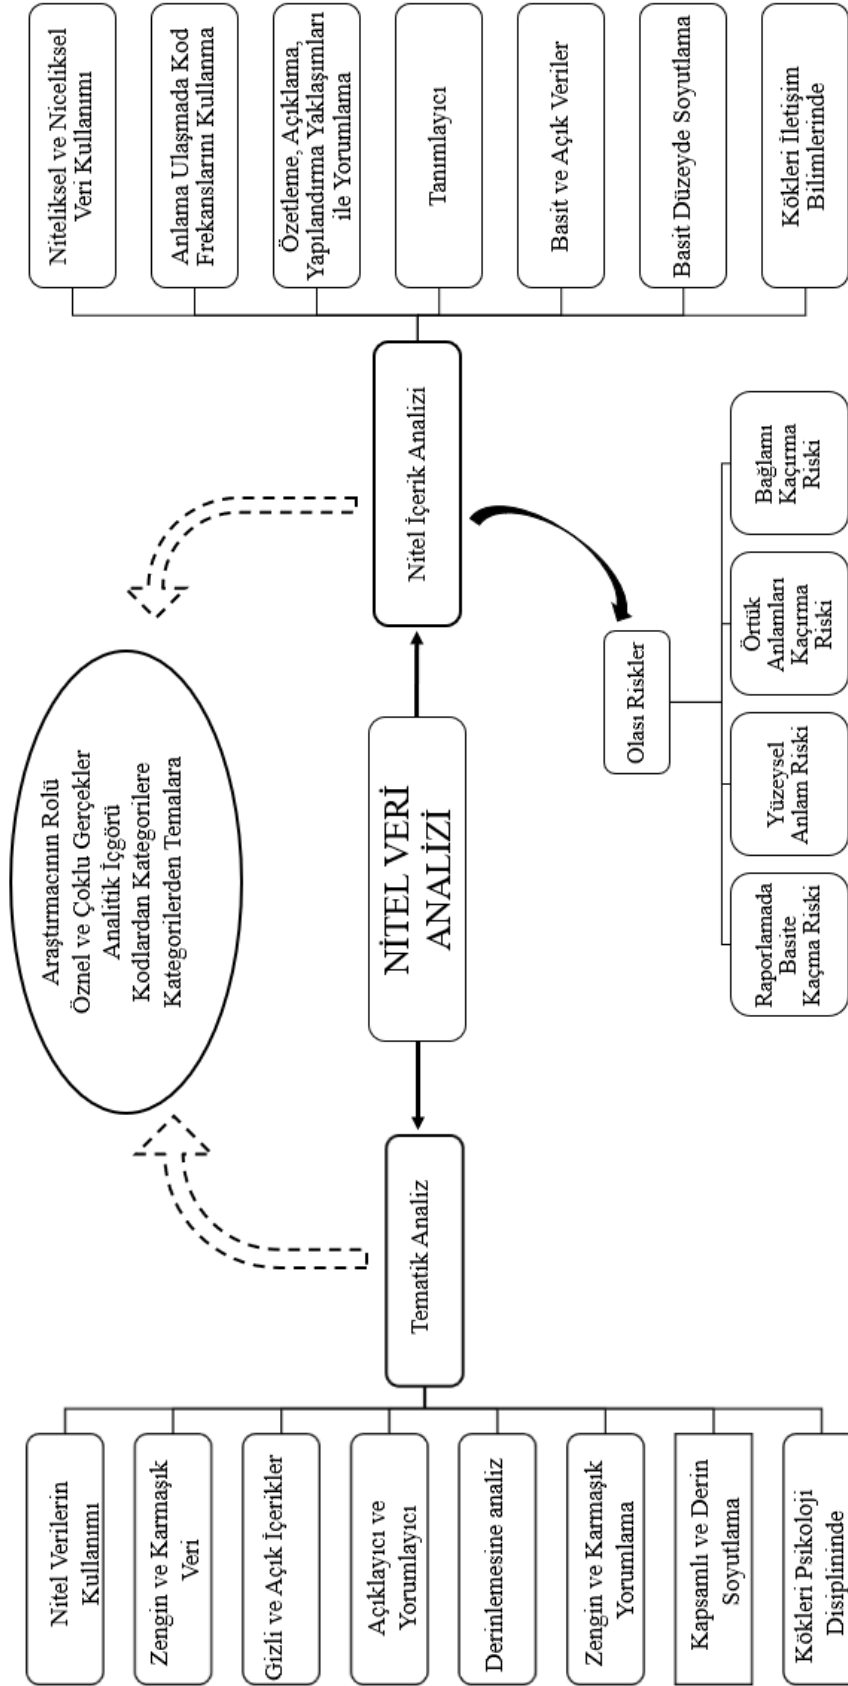 Araştırmacının Rolü
Öznel ve Çoklu Gerçekler
Analitik İçgörü
Kodlardan Kategorilere
Kategorilerden Temalara
NİTEL VERİ
ANALİZİ
Tematik Analiz
Nitel Verilerin
Kullanımı
Zengin ve Karmaşık
Veri
Gizli ve Açık İçerikler
Açıklayıcı ve
Yorumlayıcı
Derinlemesine analiz
Zengin ve Karmaşık
Yorumlama
Kapsamlı ve Derin
Soyutlama
Kökleri Psikoloji
Disiplininde
Nitel İçerik Analizi
Niteliksel ve Niceliksel
Veri Kullanımı
Anlama Ulaşmada Kod
Frekanslarını Kullanma
Özetleme, Açıklama,
Yapılandırma Yaklaşımları
ile Yorumlama
Tanımlayıcı
Basit ve Açık Veriler
Basit Düzeyde Soyutlama
Kökleri İletişim
Bilimlerinde
Olası Riskler
Raporlamada
Basite
Kaçma Riski
Yüzeysel
Anlam Riski
Örtük
Anlamları
Kaçırma
Riski
Bağlamı
Kaçırma
Riski